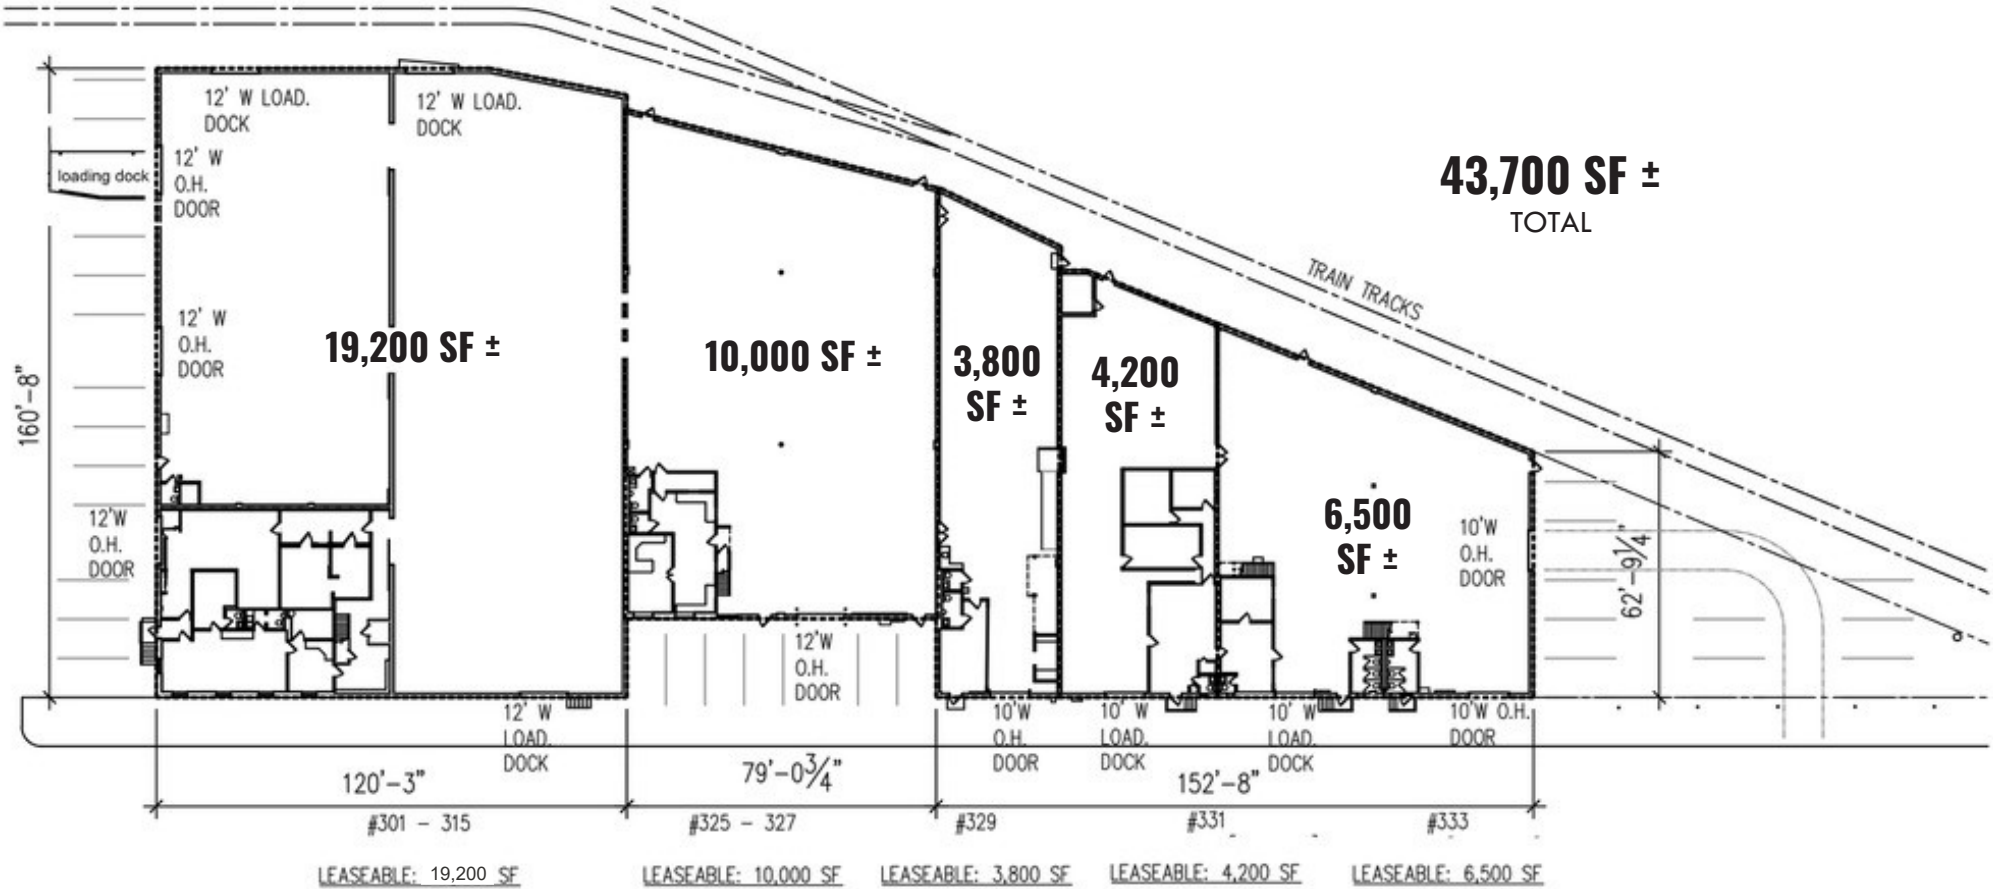 12' W LOAD.
DOCK
12' W LOAD.
DOCK
12' W
O.H.
DOOR
loading dock
43,700 SF ±
TOTAL
TRAIN TRACKS
12' W
O.H.
DOOR
19,200 SF ±
10,000 SF ±
3,800
SF ±
4,200
SF ±
160'-8"
12'W
O.H.
DOOR
6,500
SF ±
10'W
O.H.
DOOR
62'-9¼"
12'W
O.H.
DOOR
12' W
LOAD.
DOCK
10'W
O.H.
DOOR
10' W
LOAD.
DOCK
10' W
LOAD.
DOCK
10'W O.H.
DOOR
120'-3"
79'-0¾"
152'-8"
#301 - 315
#325 - 327
#329
#331
#333
LEASEABLE: 19,200 SF
LEASEABLE: 10,000 SF
LEASEABLE: 3,800 SF
LEASEABLE: 4,200 SF
LEASEABLE: 6,500 SF